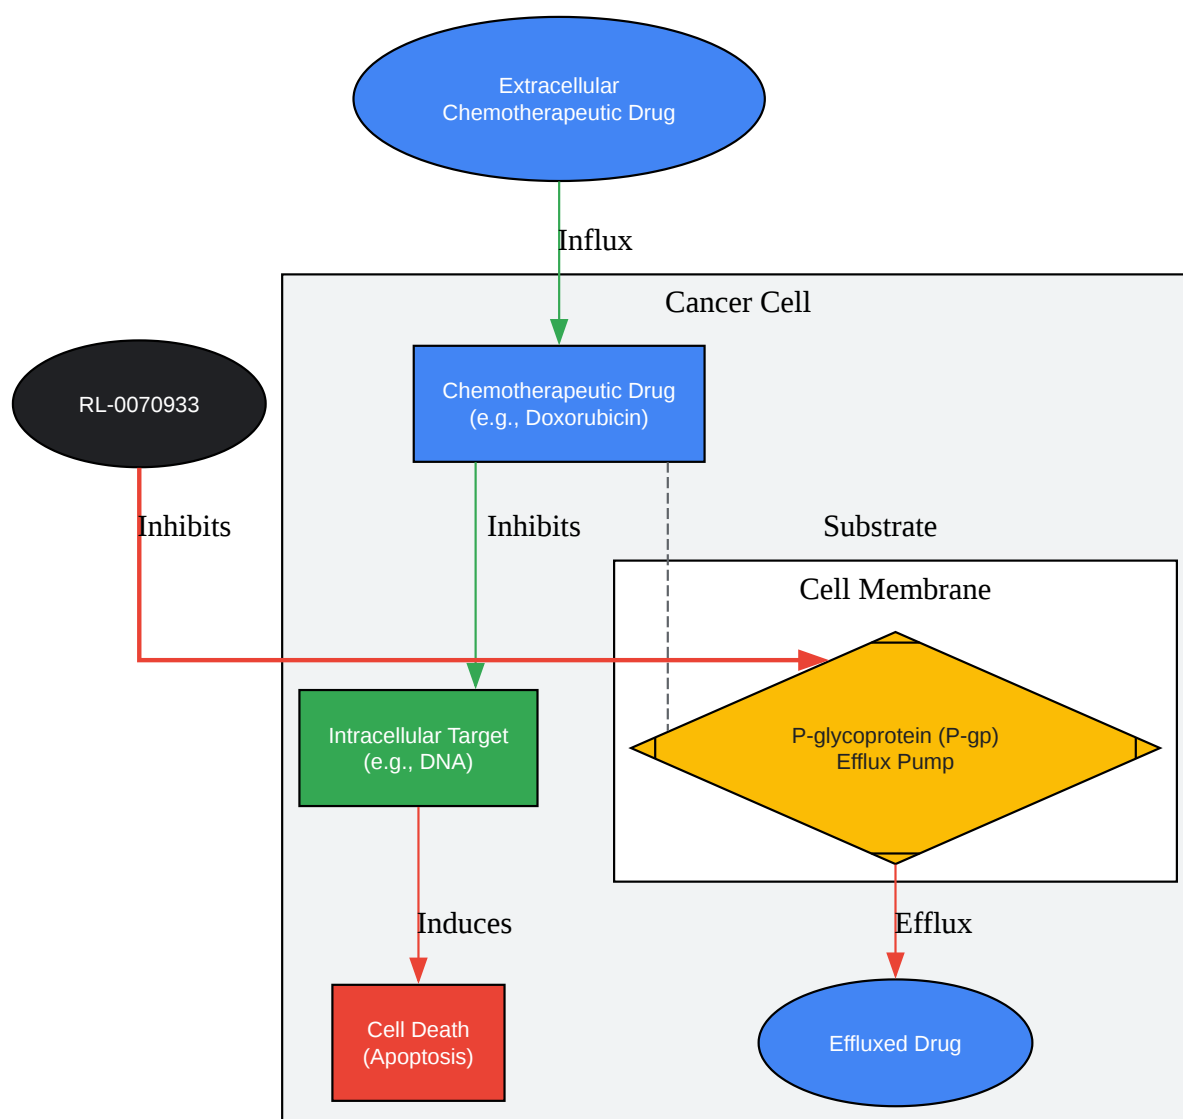 Extracellular
Chemotherapeutic Drug
Influx
Cancer Cell
Chemotherapeutic Drug
(e.g., Doxorubicin)
RL-0070933
Inhibits
Inhibits
Substrate
Cell Membrane
Intracellular Target
(e.g., DNA)
P-glycoprotein (P-gp)
Efflux Pump
Induces
Efflux
Cell Death
(Apoptosis)
Effluxed Drug